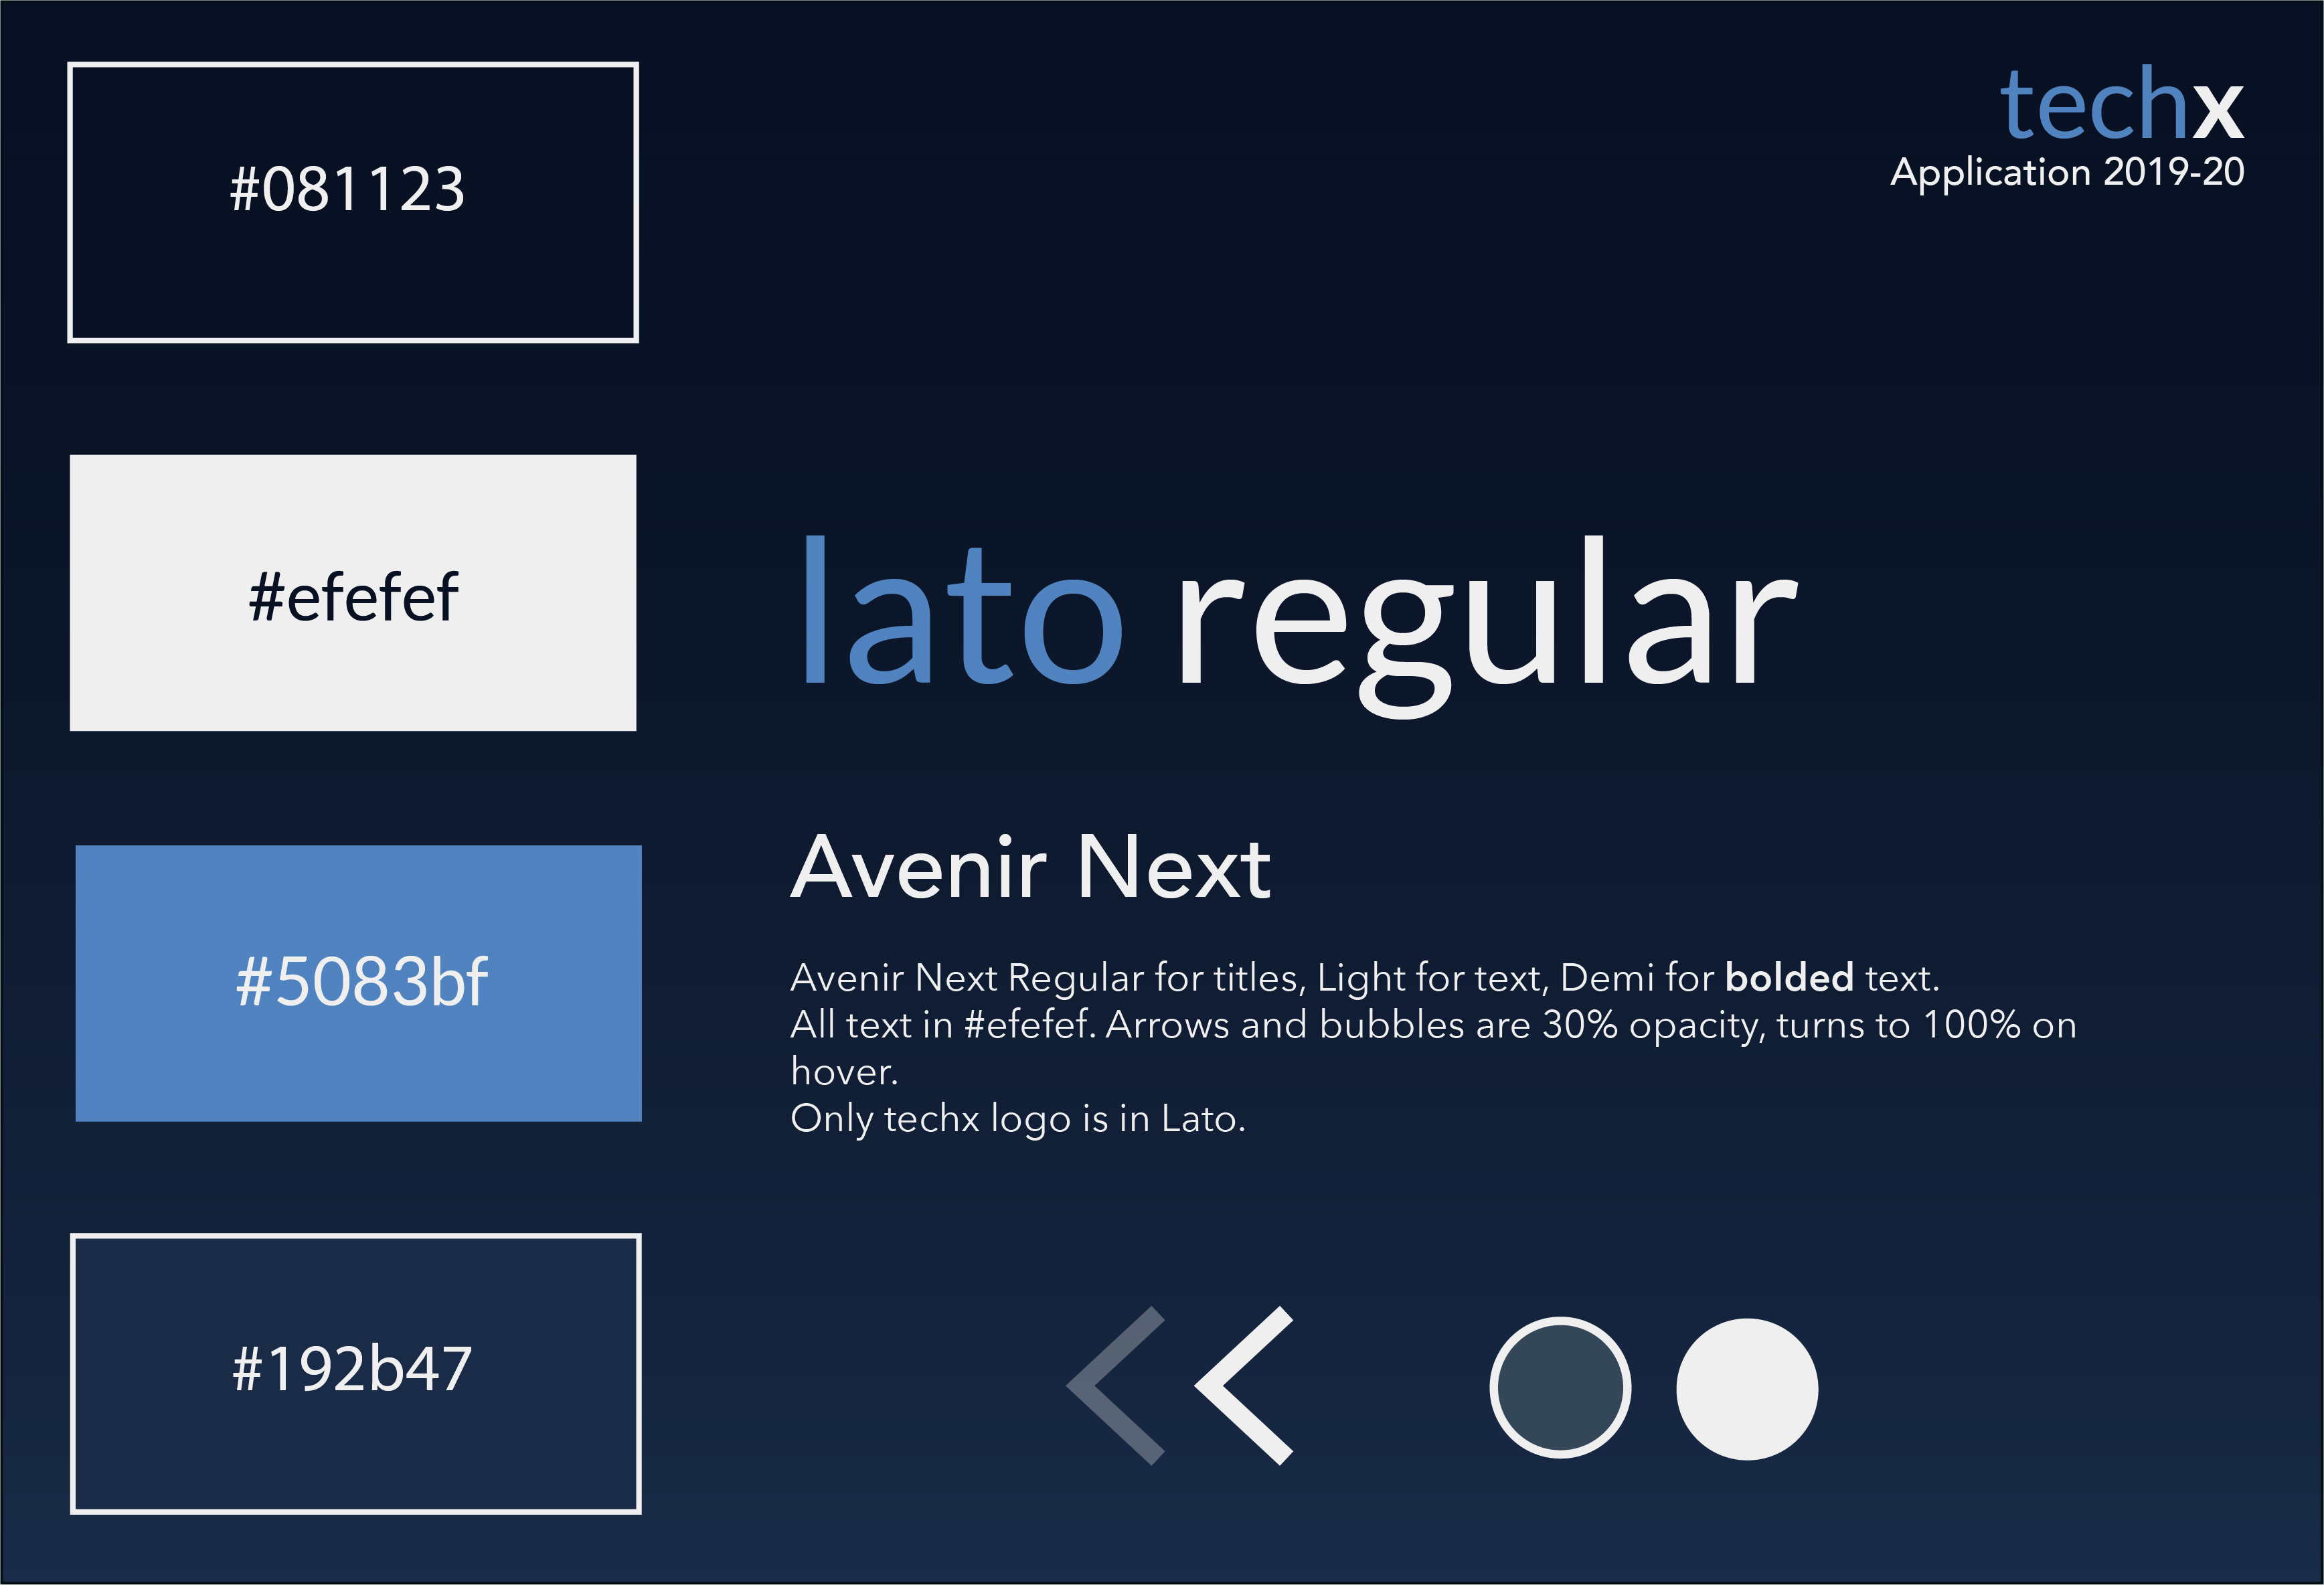 #081123
techx
Application 2019-20
#efefef
lato regular
#5083bf
Avenir Next
Avenir Next Regular for titles, Light for text, Demi for bolded text.
All text in #efefef. Arrows and bubbles are 30% opacity, turns to 100% on
hover.
Only techx logo is in Lato.
#192b47